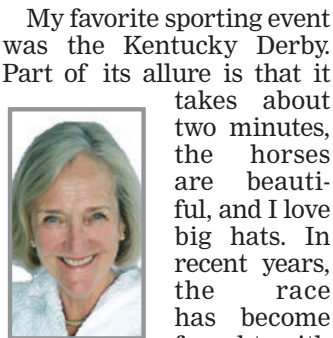 My favorite sporting event
was the Kentucky Derby.
Part of its allure is that it
takes about
two minutes,
the horses
are beauti-
ful, and I love
big hats. In
recent years,
the race
has become